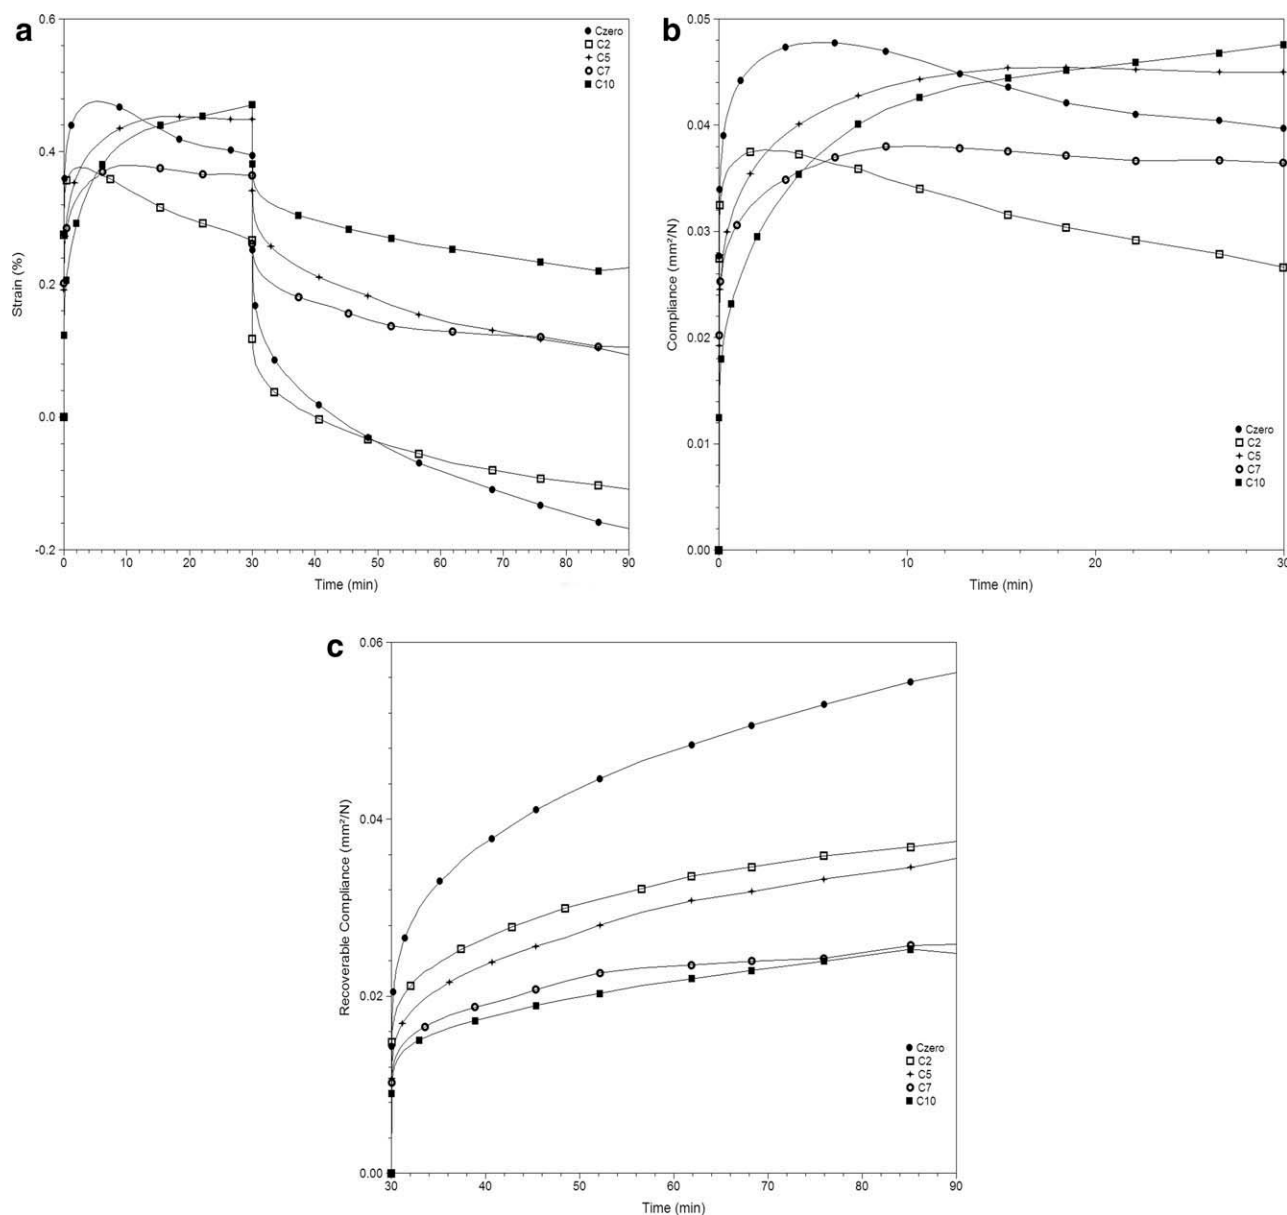 a
Strain (%)
0.6
0.4
0.2
0.0
-0.2
0 10 20 30 40 50 60 70 80 90
Time (min)
Czero
C2
C5
C7
C10
b
Compliance (mm²/N)
0.05
0.04
0.03
0.02
0.01
0.00
0 10 20 30
Time (min)
Czero
C2
C5
C7
C10
c
Recoverable Compliance (mm²/N)
0.06
0.04
0.02
0.00
30 40 50 60 70 80 90
Time (min)
Czero
C2
C5
C7
C10